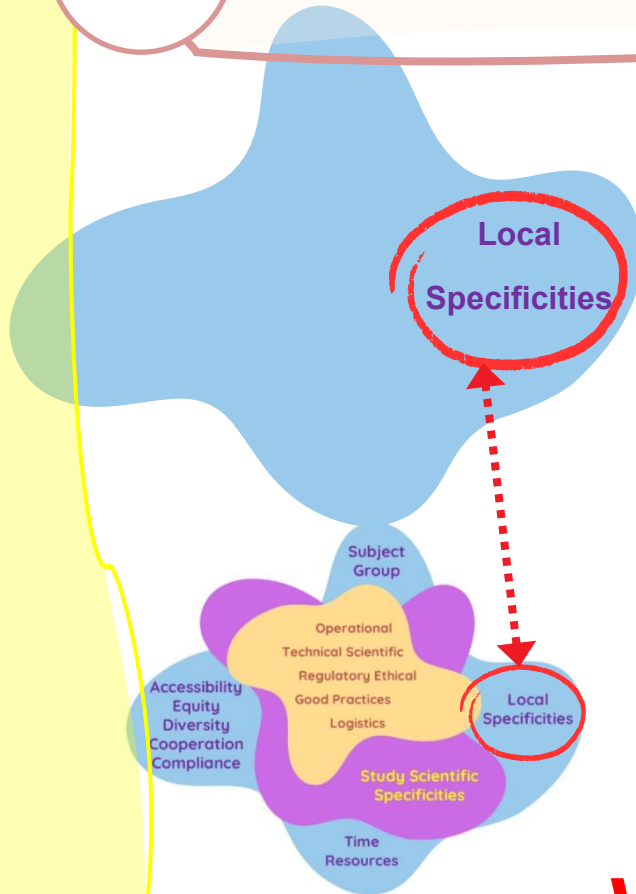 Local
Specificities
Subject
Group
Operational
Technical Scientific
Regulatory Ethical
Good Practices
Logistics
Accessibility
Equity
Diversity
Cooperation
Compliance
Local
Specificities
Study Scientific
Specificities
Time
Resources